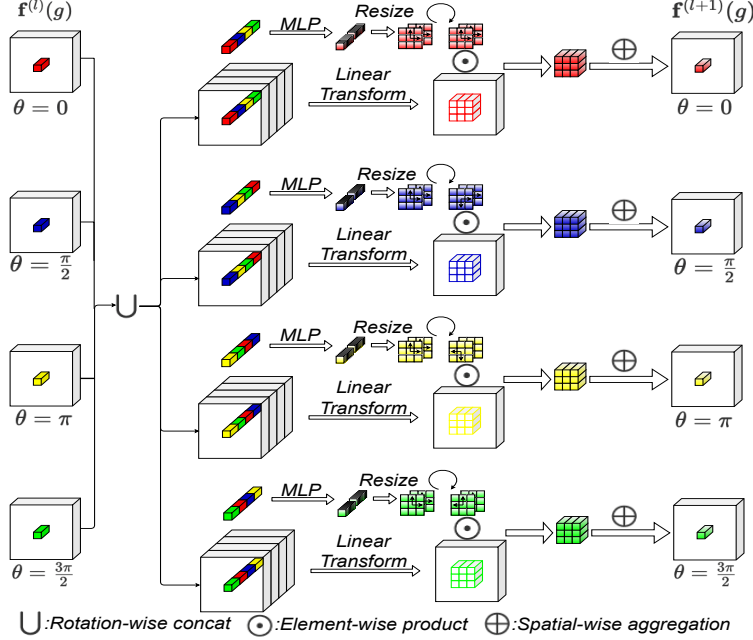 𝐟⁽ˡ⁾(g)
MLP
Resize
𝐟⁽ˡ⁺¹⁾(g)
Linear
Transform
θ = 0
θ = 0
MLP
Resize
Linear
Transform
θ = π/2
θ = π/2
∪
MLP
Resize
Linear
Transform
θ = π
θ = π
MLP
Resize
Linear
Transform
θ = 3π/2
θ = 3π/2
∪:Rotation-wise concat ⊙:Element-wise product ⊕:Spatial-wise aggregation